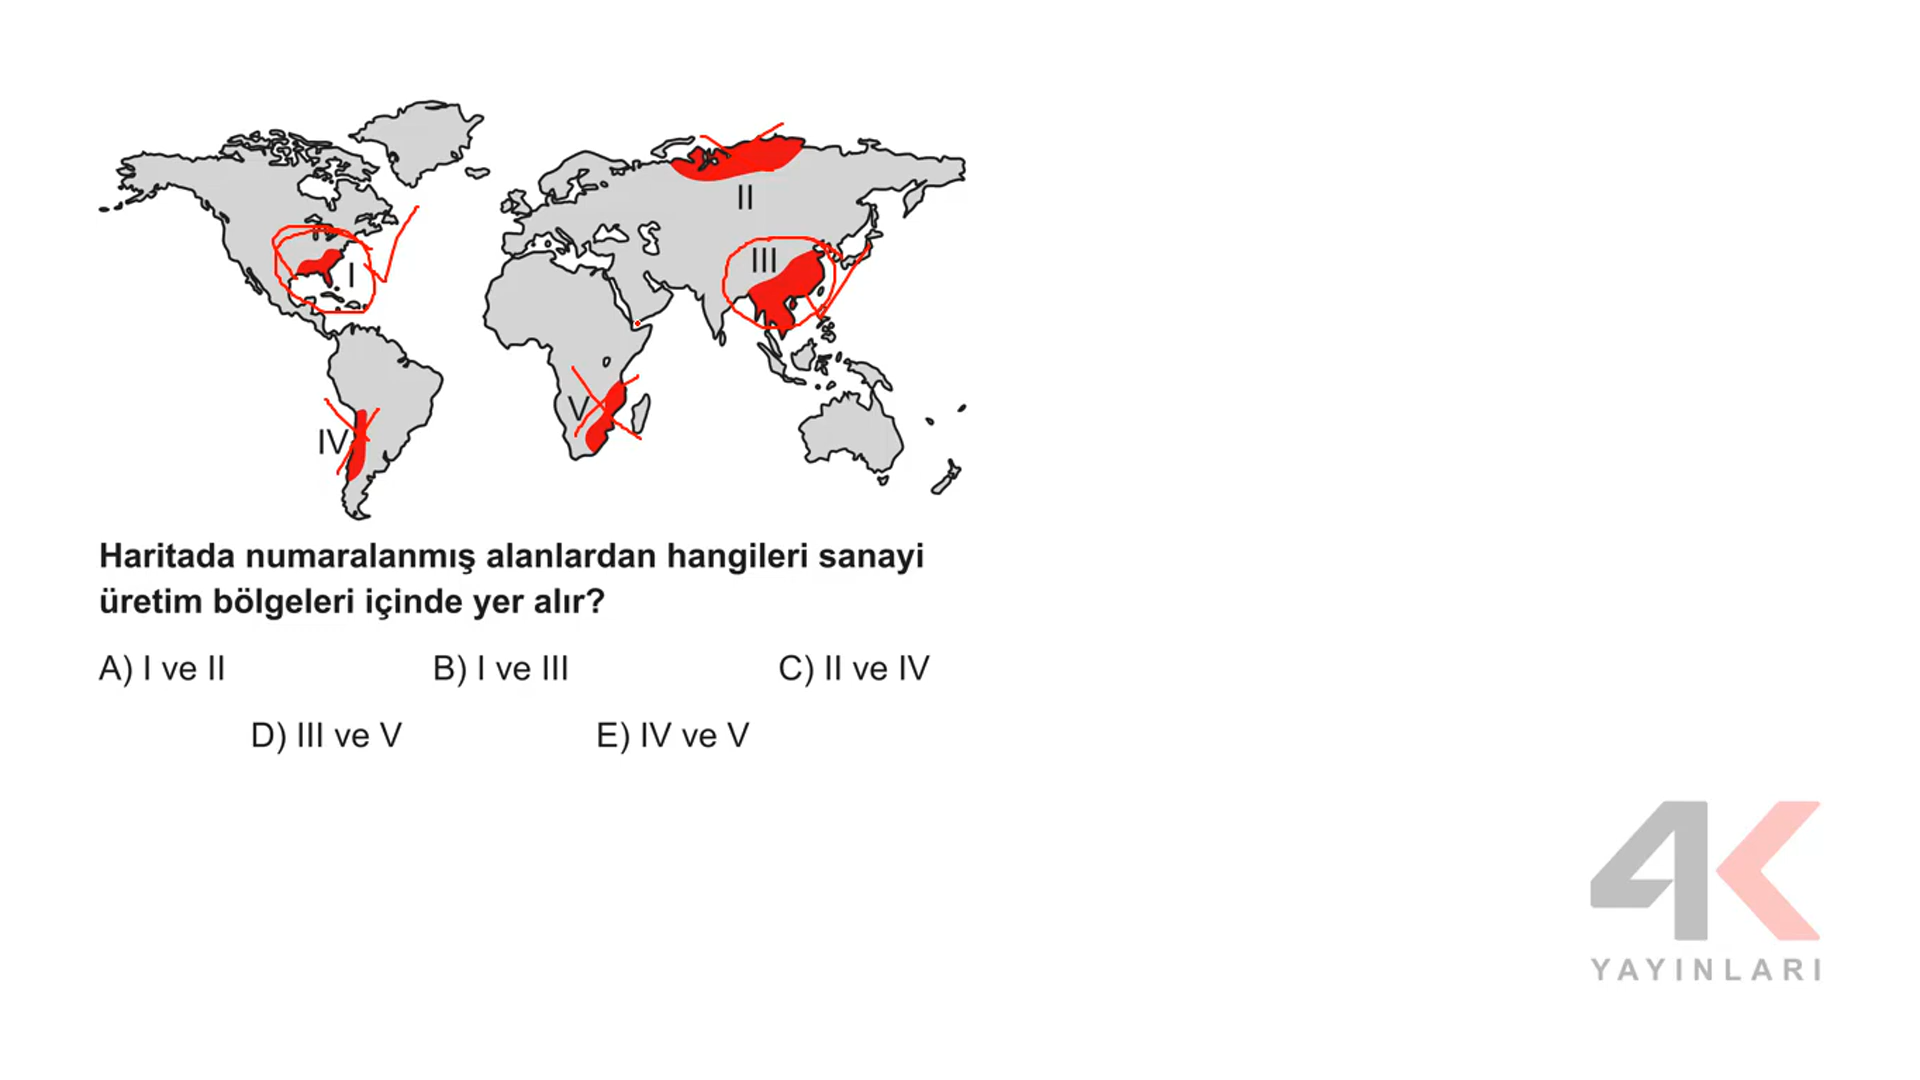 II
III
I
V
IV
Haritada numaralanmış alanlardan hangileri sanayi
üretim bölgeleri içinde yer alır?
A) I ve II B) I ve III C) II ve IV
D) III ve V E) IV ve V
4K
YAYINLARI